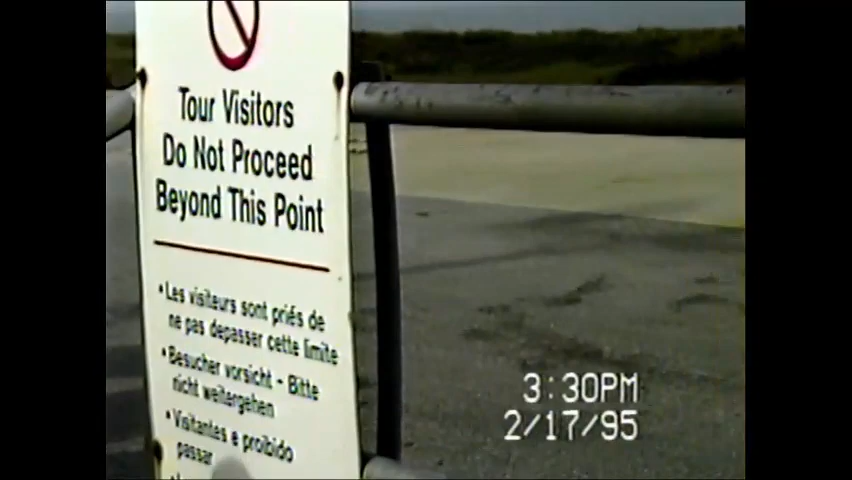 Tour Visitors
Do Not Proceed
Beyond This Point
•Les visiteurs sont priés de
ne pas depasser cette limite
•Besucher vorsicht - Bitte
nicht weitergehen
•Visitantes e proibido
passar
3:30PM
2/17/95